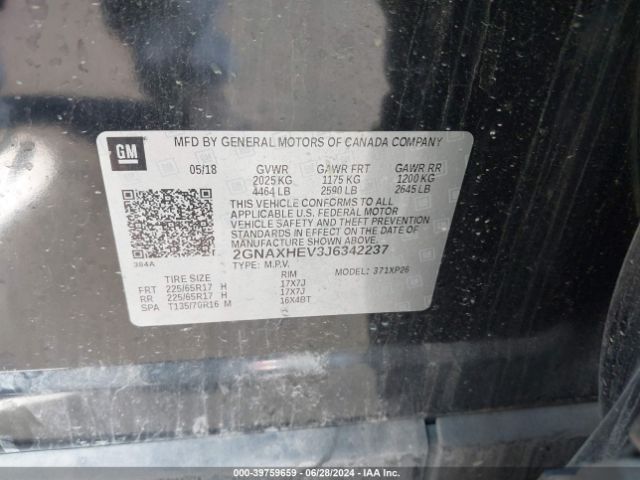 GM
MFD BY GENERAL MOTORS OF CANADA COMPANY
05/18 GVWR GAWR FRT GAWR RR
2025 KG 1175 KG 1200 KG
4464 LB 2590 LB 2645 LB
THIS VEHICLE CONFORMS TO ALL
APPLICABLE U.S. FEDERAL MOTOR
VEHICLE SAFETY AND THEFT PREVENTION
STANDARDS IN EFFECT ON THE DATE OF
MANUFACTURE SHOWN ABOVE.
2GNAXHEV3J6342237
384A TYPE: M.P.V. MODEL: 371XP26
TIRE SIZE RIM
FRT 225/65R17 H 17X7J
RR 225/65R17 H 17X7J
SPA T135/70R16 M 16X4BT
000-39759659 - 06/28/2024 - IAA Inc.